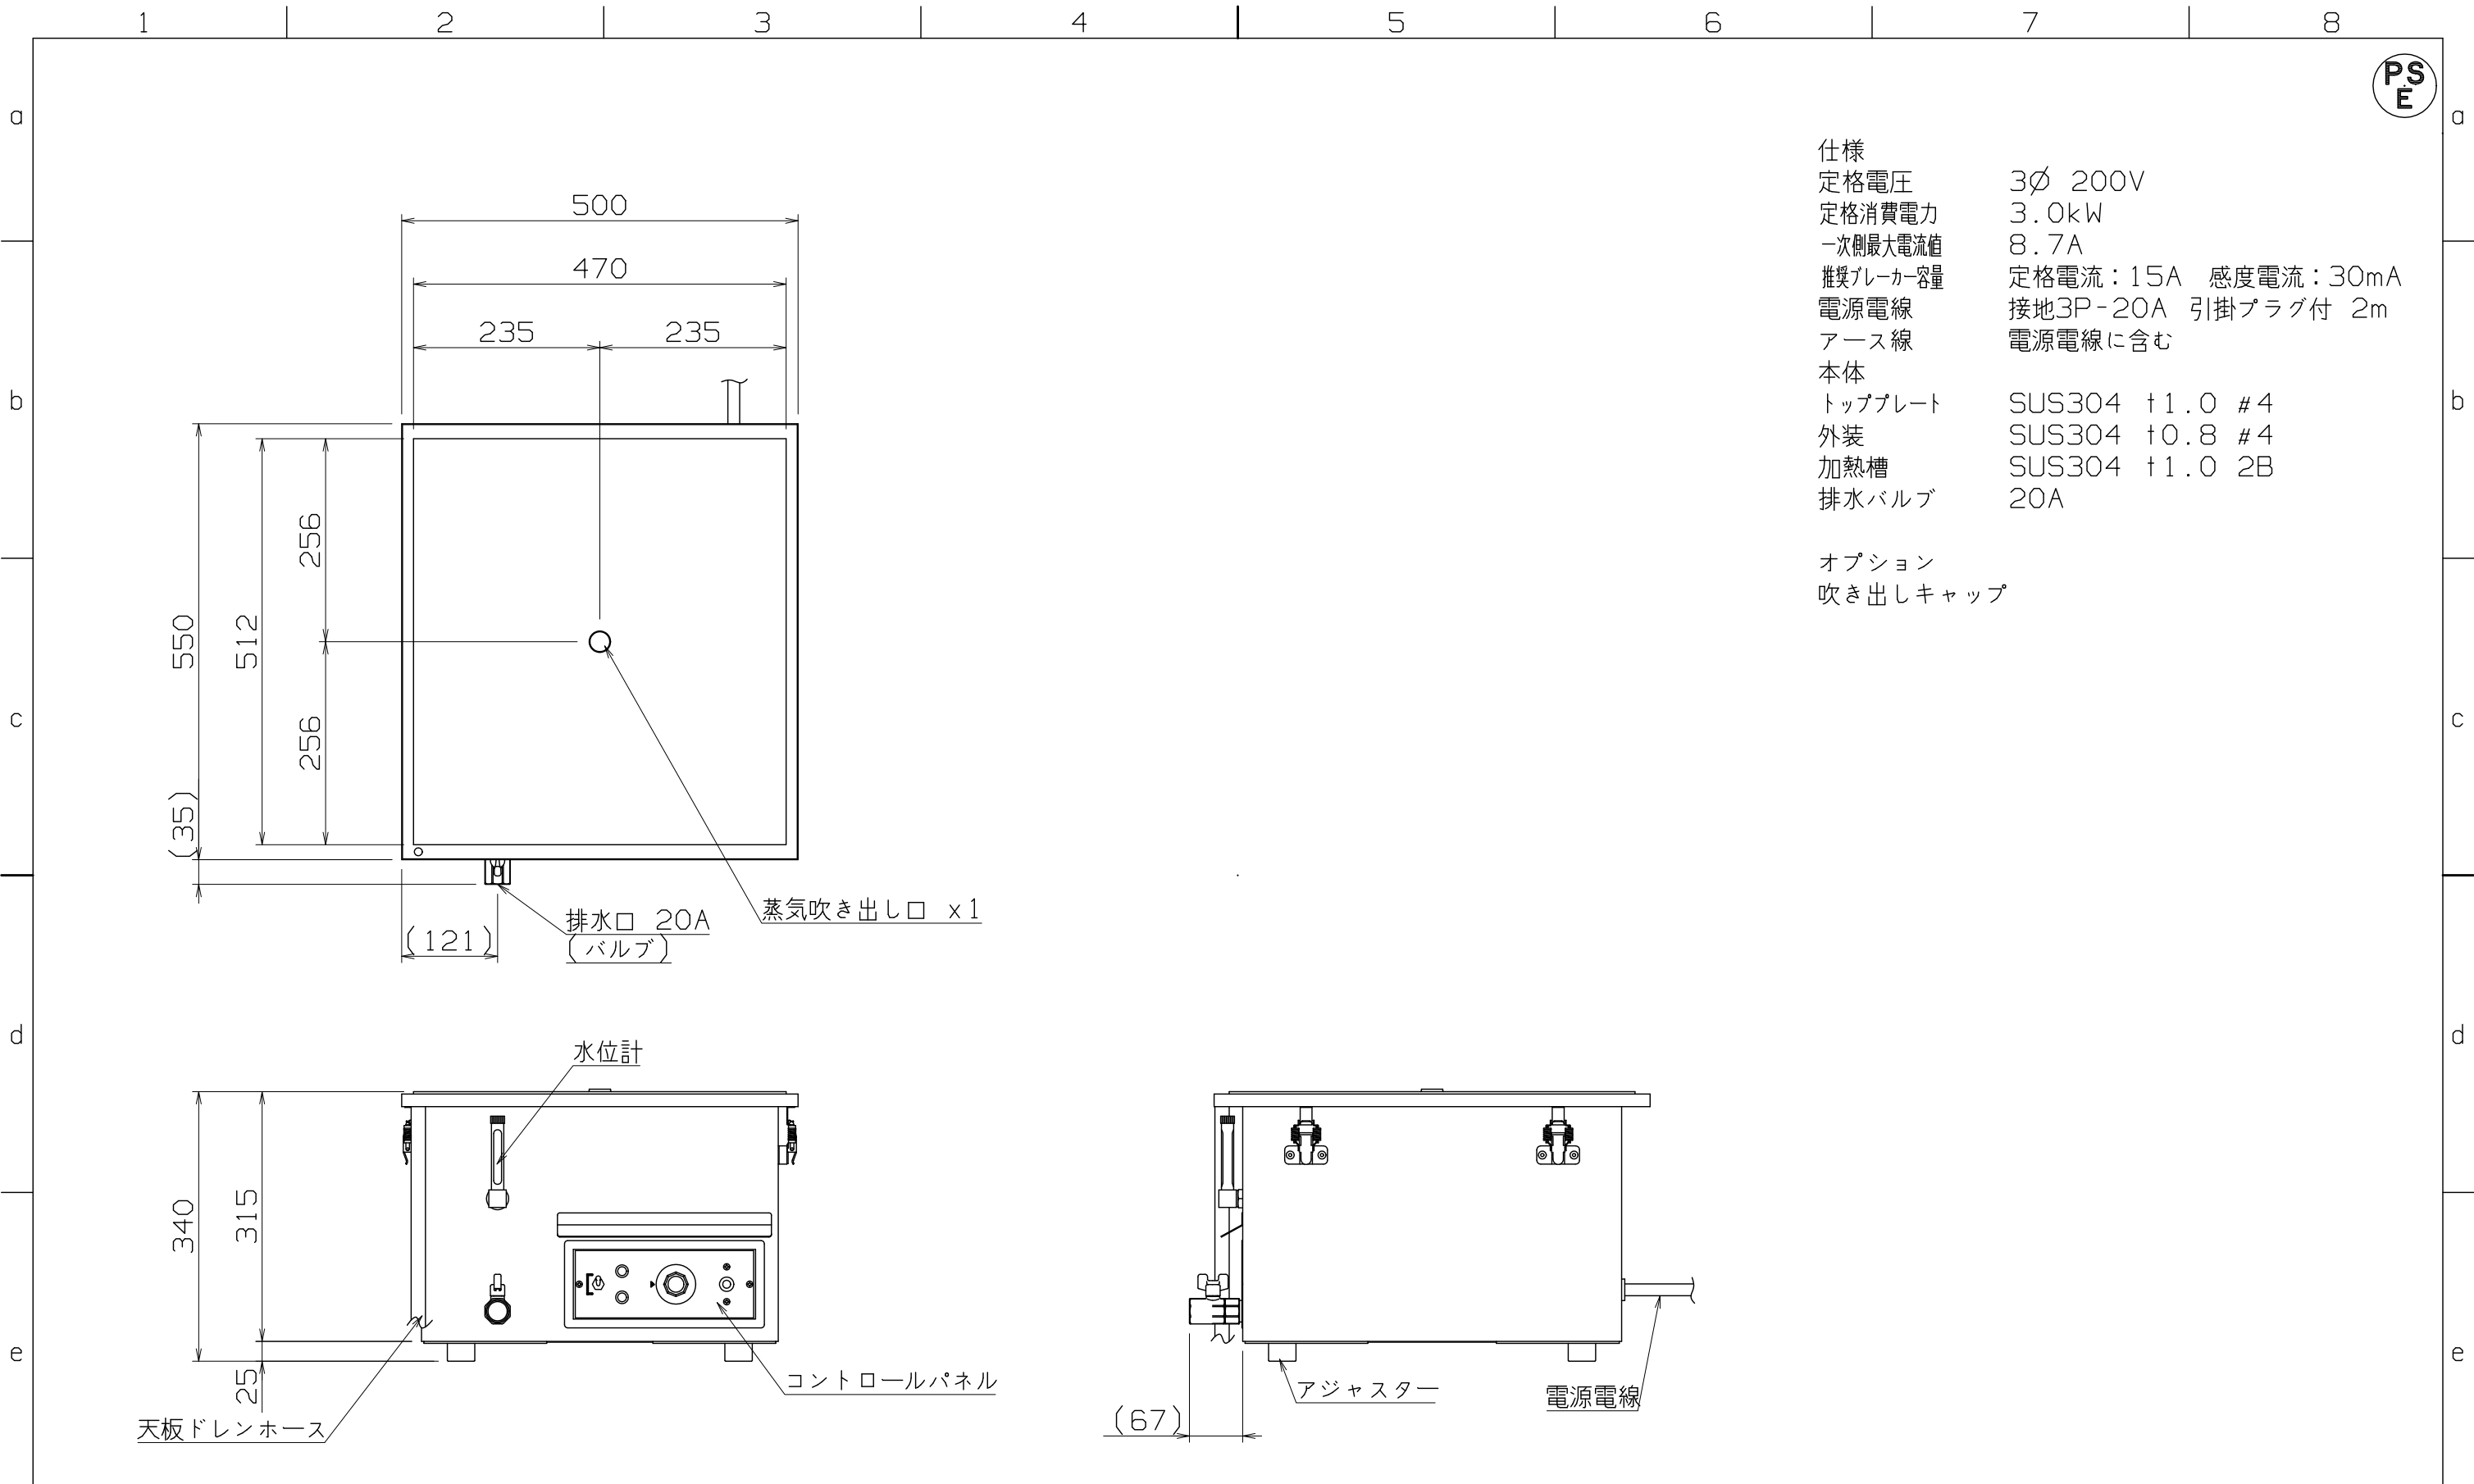 1 2 3 4 5 6 7 8
PS
E
a a
仕様
定格電圧 3Ø 200V
定格消費電力 3.0kW
一次側最大電流値 8.7A
推奨ブレーカー容量 定格電流：15A 感度電流：30mA
電源電線 接地3P-20A 引掛プラグ付 2m
アース線 電源電線に含む
本体
トッププレート SUS304 t1.0 #4
外装 SUS304 t0.8 #4
加熱槽 SUS304 t1.0 2B
排水バルブ 20A
オプション
吹き出しキャップ
500
470
235 235
b b
256
550
512
256
(35)
c c
蒸気吹き出し口 x1
排水口 20A
(バルブ)
(121)
d d
水位計
340
315
25
e e
コントロールパネル
天板ドレンホース
アジャスター
電源電線
(67)